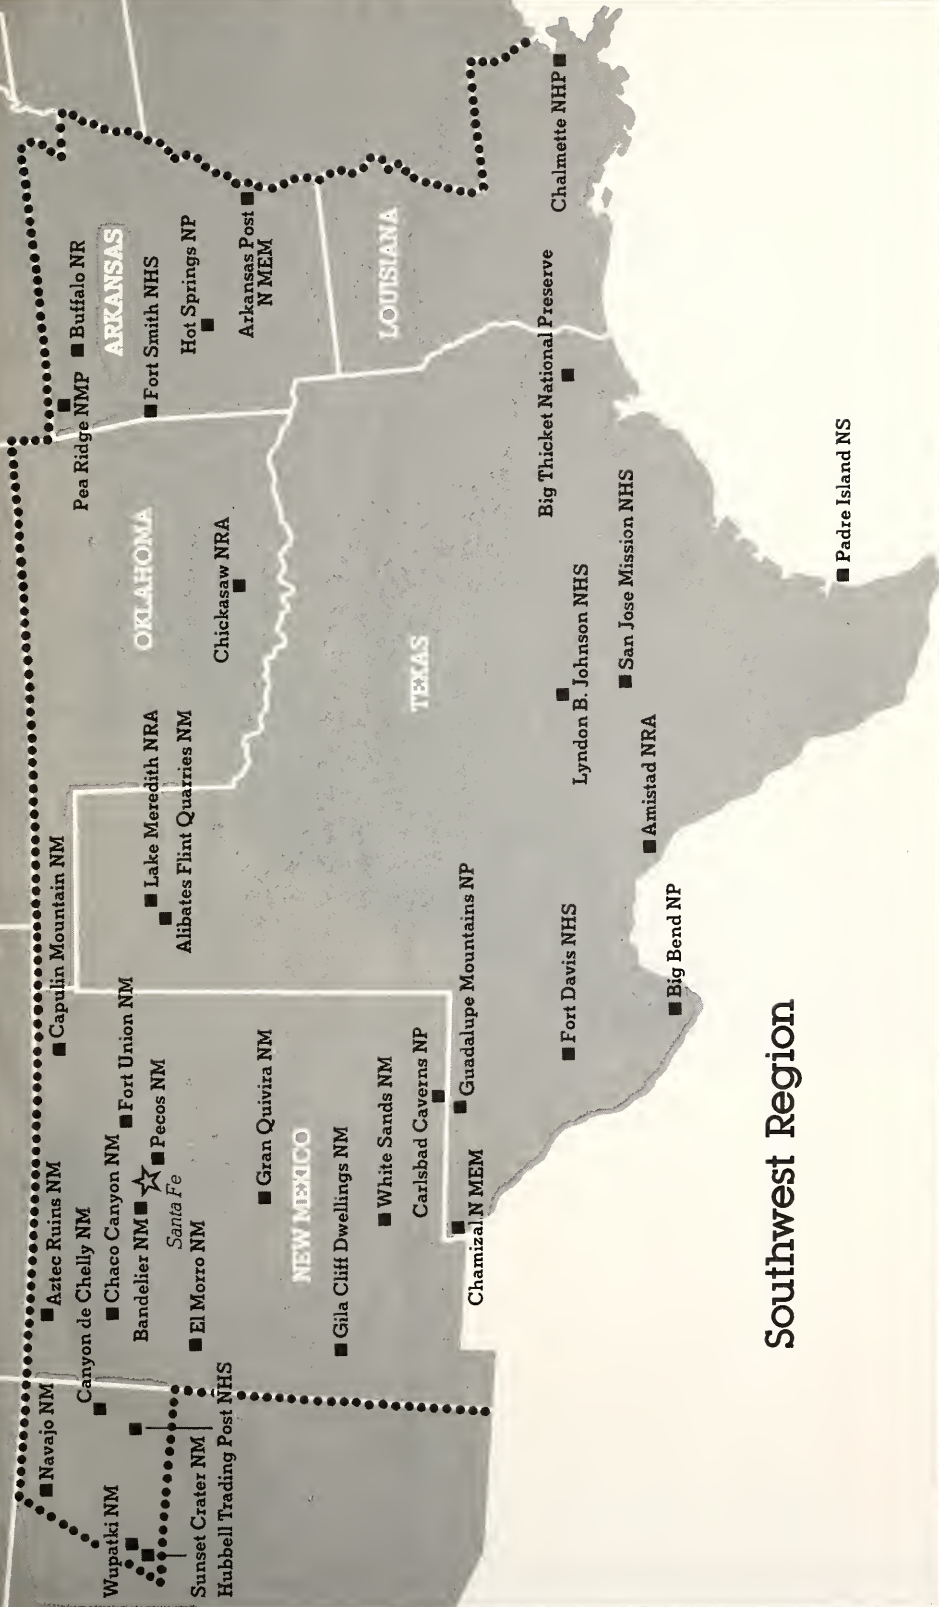 Southwest Region
Navajo NM
Wupatki NM
Sunset Crater NM
Hubbell Trading Post NHS
Canyon de Chelly NM
Aztec Ruins NM
Chaco Canyon NM
Bandelier NM
Santa Fe
Pecos NM
Fort Union NM
Capulin Mountain NM
El Morro NM
Gran Quivira NM
NEW MEXICO
Gila Cliff Dwellings NM
White Sands NM
Carlsbad Caverns NP
Guadalupe Mountains NP
Chamizal N MEM
Lake Meredith NRA
Alibates Flint Quarries NM
OKLAHOMA
Chickasaw NRA
TEXAS
Fort Davis NHS
Big Bend NP
Amistad NRA
Lyndon B. Johnson NHS
San Jose Mission NHS
Padre Island NS
Big Thicket National Preserve
Pea Ridge NMP
Buffalo NR
ARKANSAS
Fort Smith NHS
Hot Springs NP
Arkansas Post
N MEM
LOUISIANA
Chalmette NHP